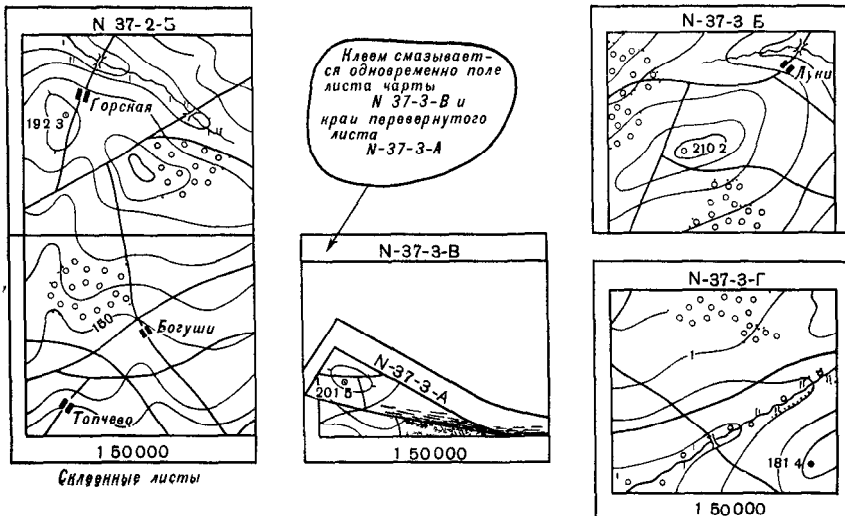 N 37-2-Б
Горская
192 3
150
Богуши
Топчево
1 50000
Склеенные листы
Клеем смазывает-
ся одновременно поле
листа карты
N 37-3-В и
край перевернутого
листа
N-37-3-А
N-37-3-В
N-37-3-А
201 5
1 50000
N-37-3 Б
Луки
210 2
N-37-3-Г
181 4
1 50000